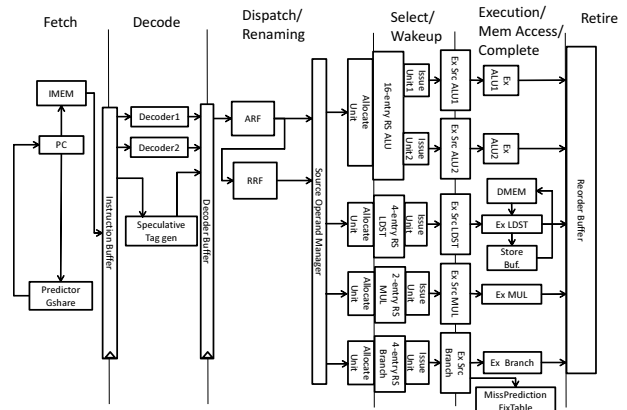 Fetch
Decode
Dispatch/
Renaming
Select/
Wakeup
Execution/
Mem Access/
Complete
Retire
IMEM
PC
Predictor
Gshare
Instruction Buffer
Decoder1
Decoder2
Speculative
Tag gen
Decoder Buffer
ARF
RRF
Source Operand Manager
Allocate
Unit
16-entry RS ALU
Issue
Unit1
Issue
Unit2
Ex Src
ALU1
Ex Src
ALU2
Ex
ALU1
Ex
ALU2
Allocate
Unit
4-entry RS
LDST
Issue
Unit
Ex Src
LDST
DMEM
Ex LDST
Store
Buf.
Allocate
Unit
2-entry RS
MUL
Issue
Unit
Ex Src
MUL
Ex MUL
Allocate
Unit
4-entry RS
Branch
Issue
Unit
Ex Src
Branch
Ex Branch
MissPrediction
FixTable
Reorder Buffer